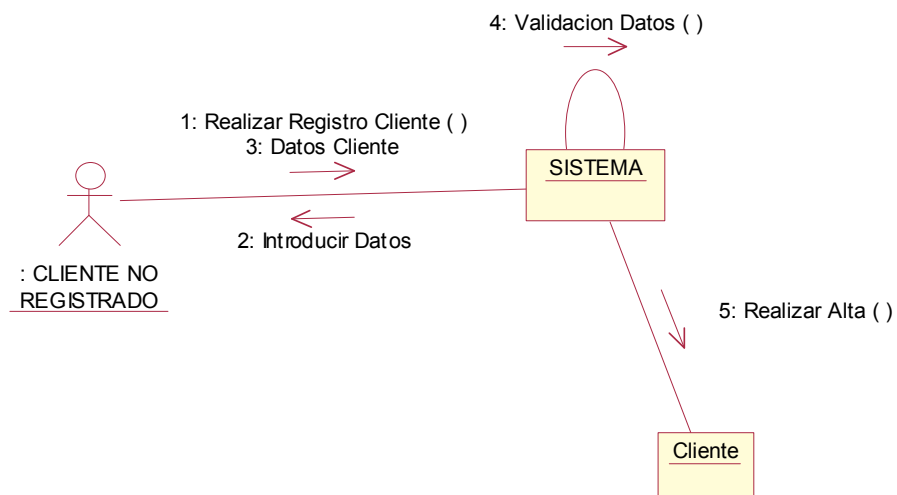 4: Validacion Datos ( )
1: Realizar Registro Cliente ( )
3: Datos Cliente
SISTEMA
2: Introducir Datos
: CLIENTE NO
REGISTRADO
5: Realizar Alta ( )
Cliente